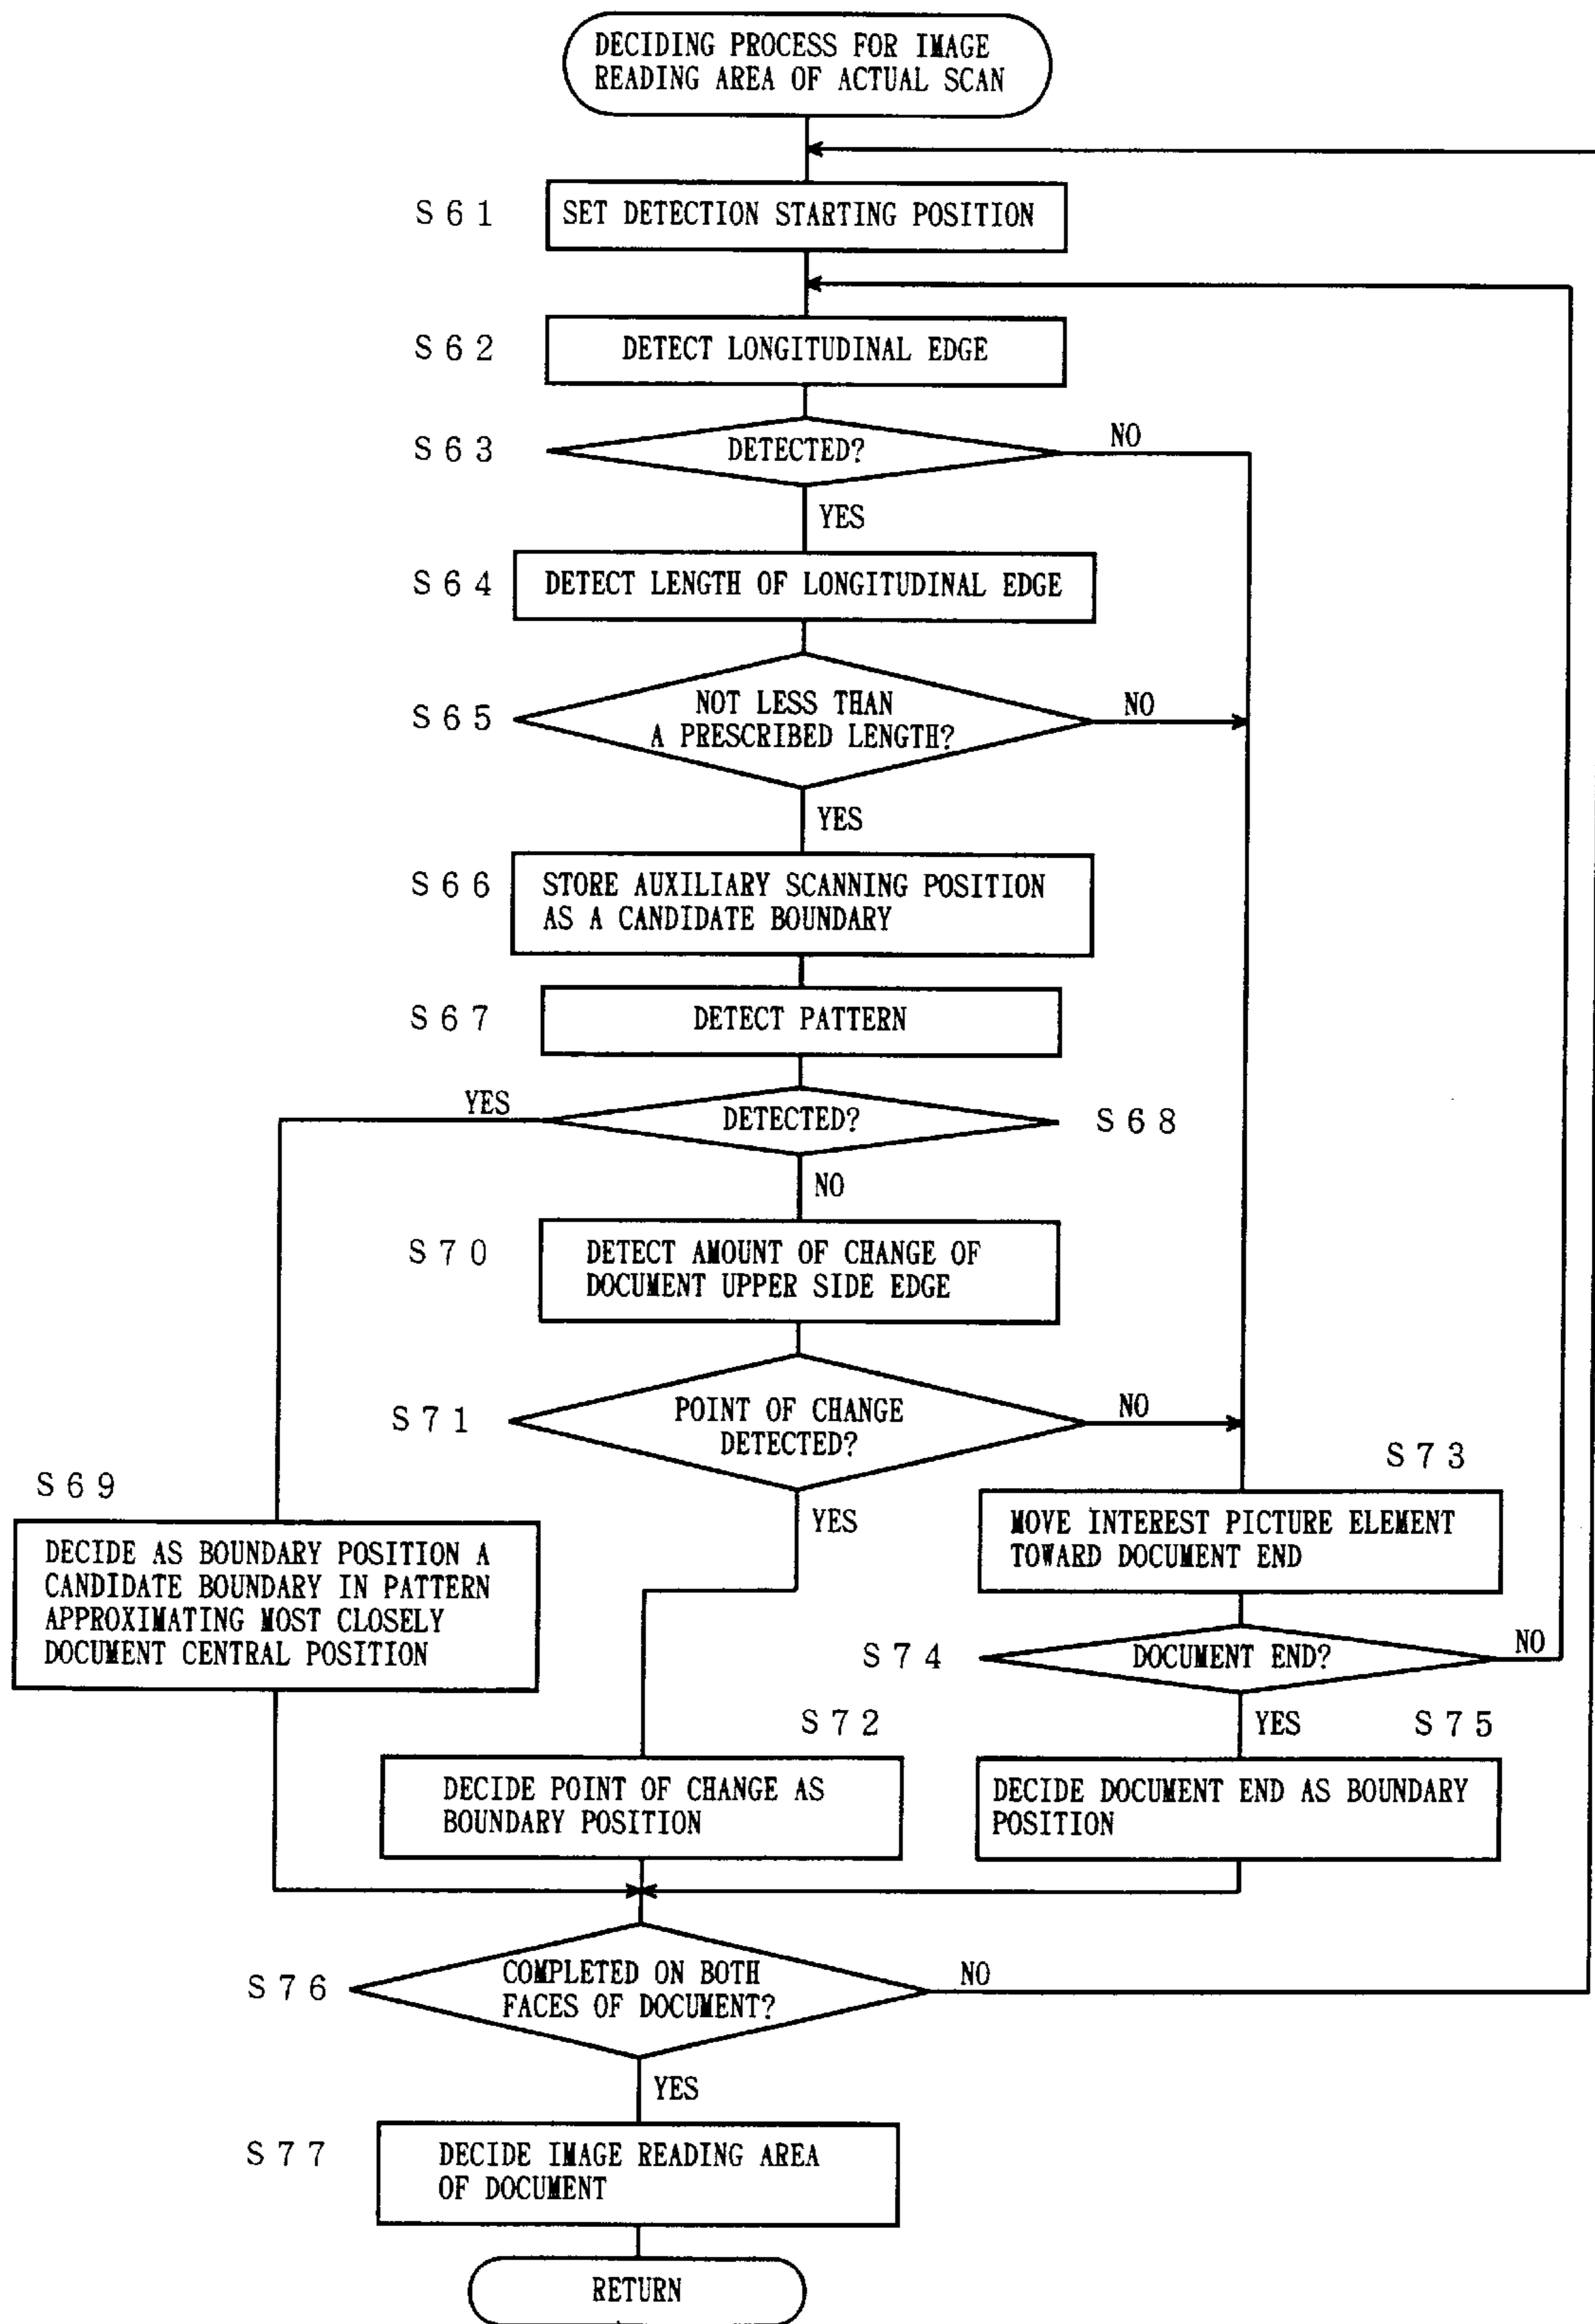 DECIDING PROCESS FOR IMAGE
READING AREA OF ACTUAL SCAN
S61
SET DETECTION STARTING POSITION
S62
DETECT LONGITUDINAL EDGE
S63
DETECTED?
NO
YES
S64
DETECT LENGTH OF LONGITUDINAL EDGE
S65
NOT LESS THAN
A PRESCRIBED LENGTH?
NO
YES
S66
STORE AUXILIARY SCANNING POSITION
AS A CANDIDATE BOUNDARY
S67
DETECT PATTERN
YES
DETECTED?
S68
NO
S70
DETECT AMOUNT OF CHANGE OF
DOCUMENT UPPER SIDE EDGE
S71
POINT OF CHANGE
DETECTED?
NO
YES
S69
DECIDE AS BOUNDARY POSITION A
CANDIDATE BOUNDARY IN PATTERN
APPROXIMATING MOST CLOSELY
DOCUMENT CENTRAL POSITION
S73
MOVE INTEREST PICTURE ELEMENT
TOWARD DOCUMENT END
S74
DOCUMENT END?
NO
YES
S72
DECIDE POINT OF CHANGE AS
BOUNDARY POSITION
S75
DECIDE DOCUMENT END AS BOUNDARY
POSITION
S76
COMPLETED ON BOTH
FACES OF DOCUMENT?
NO
YES
S77
DECIDE IMAGE READING AREA
OF DOCUMENT
RETURN